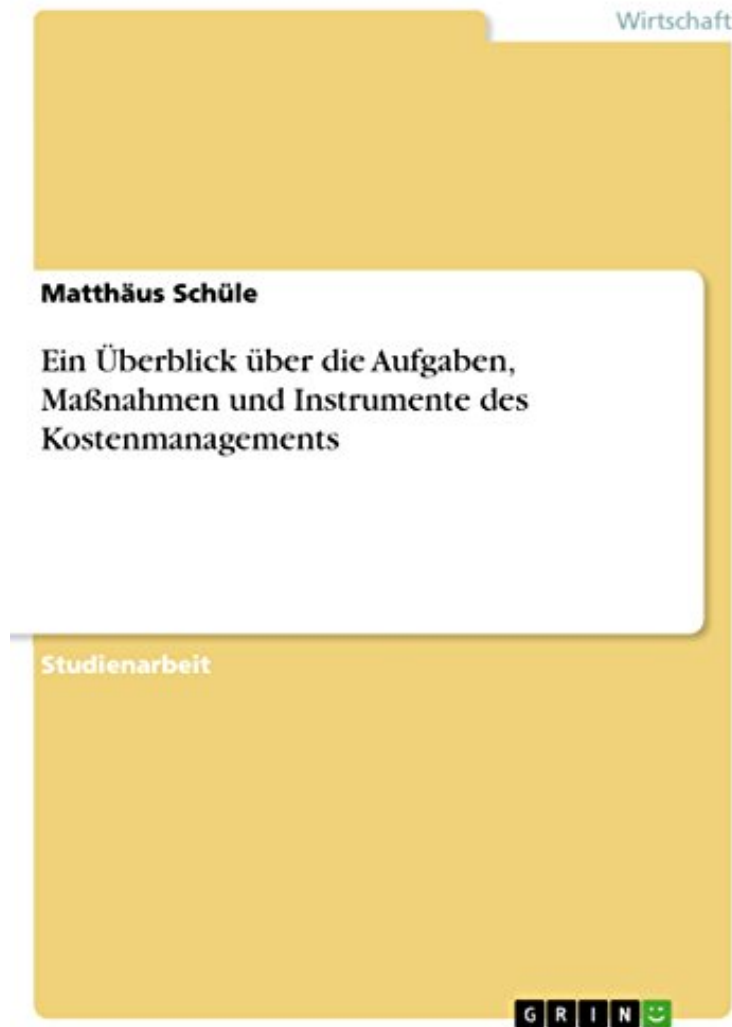 Wirtschaft
Matthäus Schüle
Ein Überblick über die Aufgaben,
Maßnahmen und Instrumente des
Kostenmanagements
Studienarbeit
GRIN